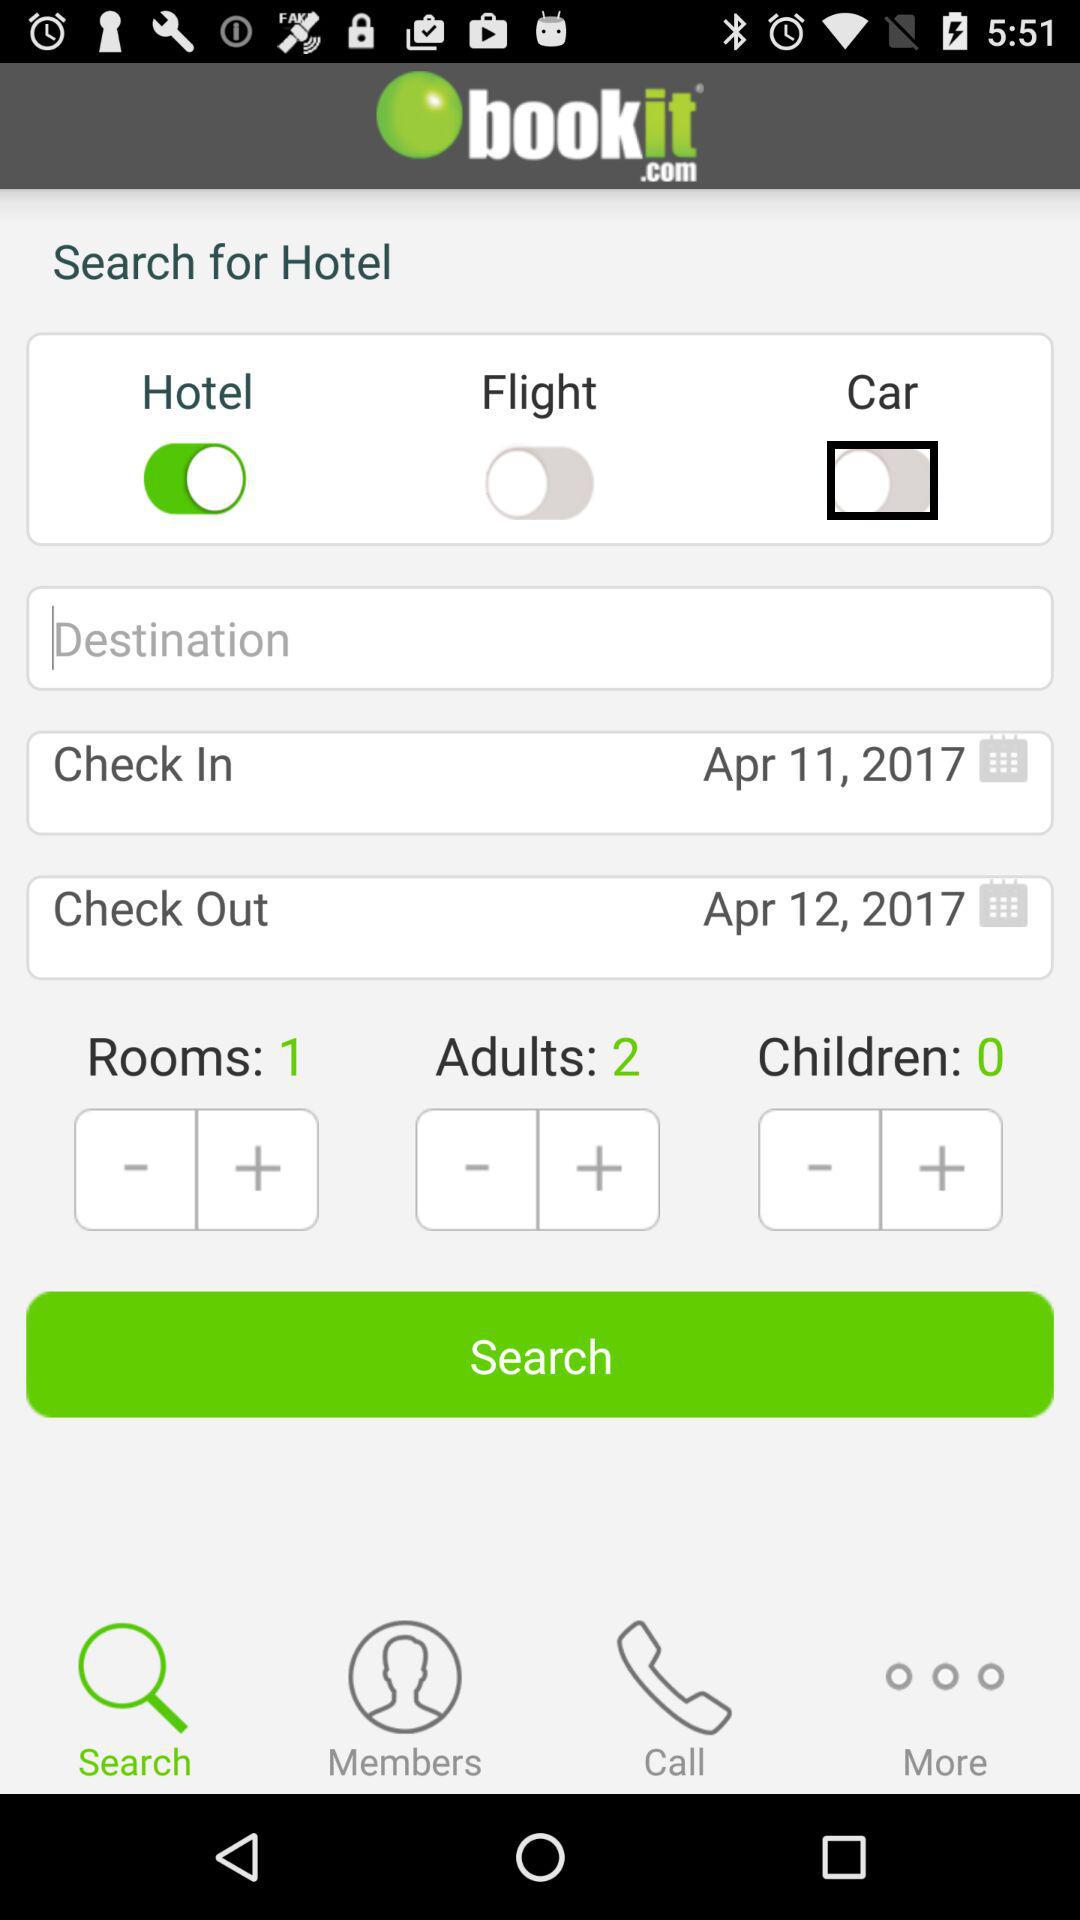 FAKE
5:51
bookit®
.com
Search for Hotel
Hotel Flight Car
Destination
Check In Apr 11, 2017
Check Out Apr 12, 2017
Rooms: 1 Adults: 2 Children: 0
- + - + - +
Search
Search Members Call More